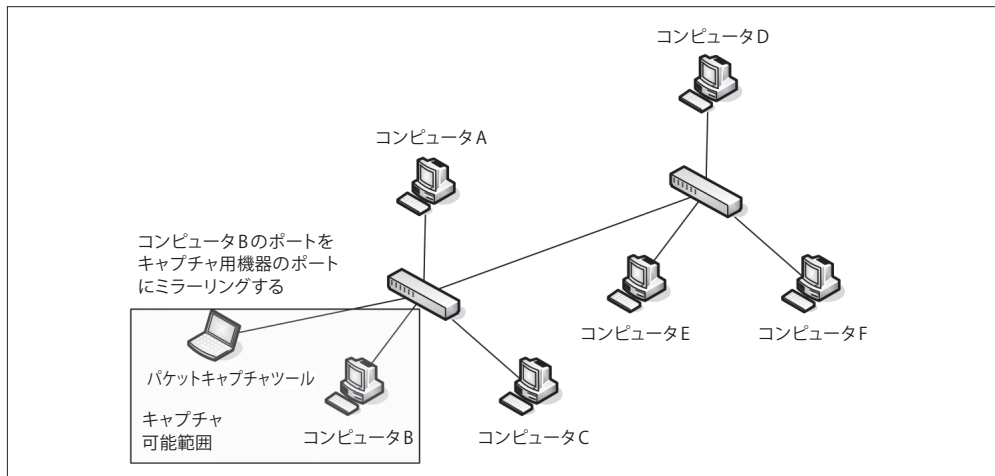 コンピュータD
コンピュータA
コンピュータBのポートを
キャプチャ用機器のポート
にミラーリングする
コンピュータE
コンピュータF
パケットキャプチャツール
キャプチャ
可能範囲
コンピュータB
コンピュータC